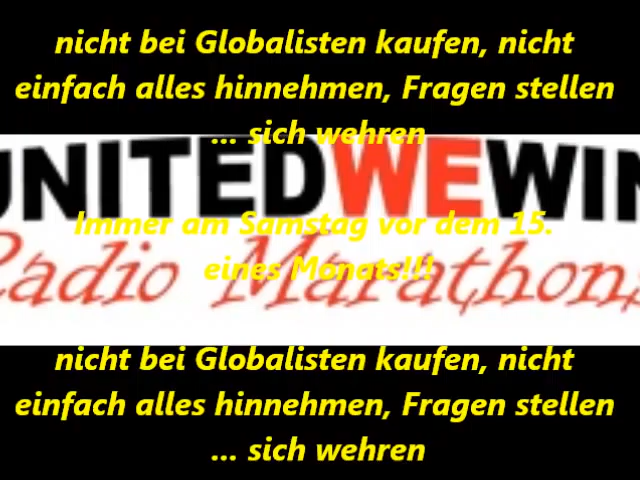 nicht bei Globalisten kaufen, nicht
einfach alles hinnehmen, Fragen stellen
... sich wehren
UNITEDWEWIN
Immer am Samstag vor dem 15.
eines Monats!!!
Radio Marathons
nicht bei Globalisten kaufen, nicht
einfach alles hinnehmen, Fragen stellen
... sich wehren